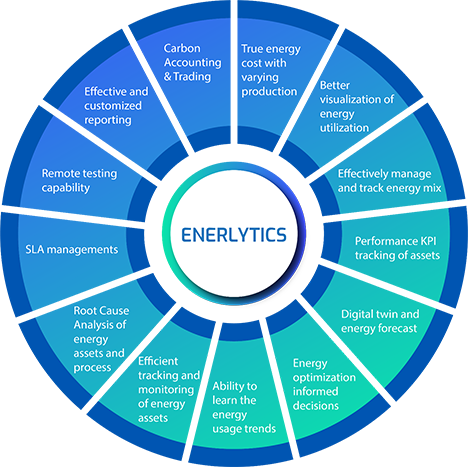 True energy
cost with
varying
production
Better
visualization of
energy
utilization
Effectively manage
and track energy mix
Performance KPI
tracking of assets
Digital twin and
energy forecast
Energy
optimization
informed
decisions
Ability to
learn the
energy
usage trends
Efficient
tracking and
monitoring
of energy
assets
Root Cause
Analysis of
energy
assets and
process
SLA managements
Remote testing
capability
Effective and
customized
reporting
Carbon
Accounting
& Trading
ENERLYTICS